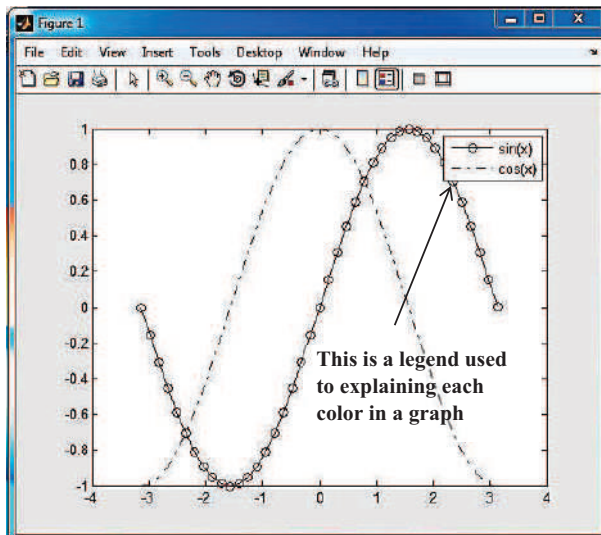 Figure 1
File Edit View Insert Tools Desktop Window Help
1
0.8
0.6
0.4
0.2
0
-0.2
-0.4
-0.6
-0.8
-1
-4 -3 -2 -1 0 1 2 3 4
sin(x)
cos(x)
This is a legend used
to explaining each
color in a graph